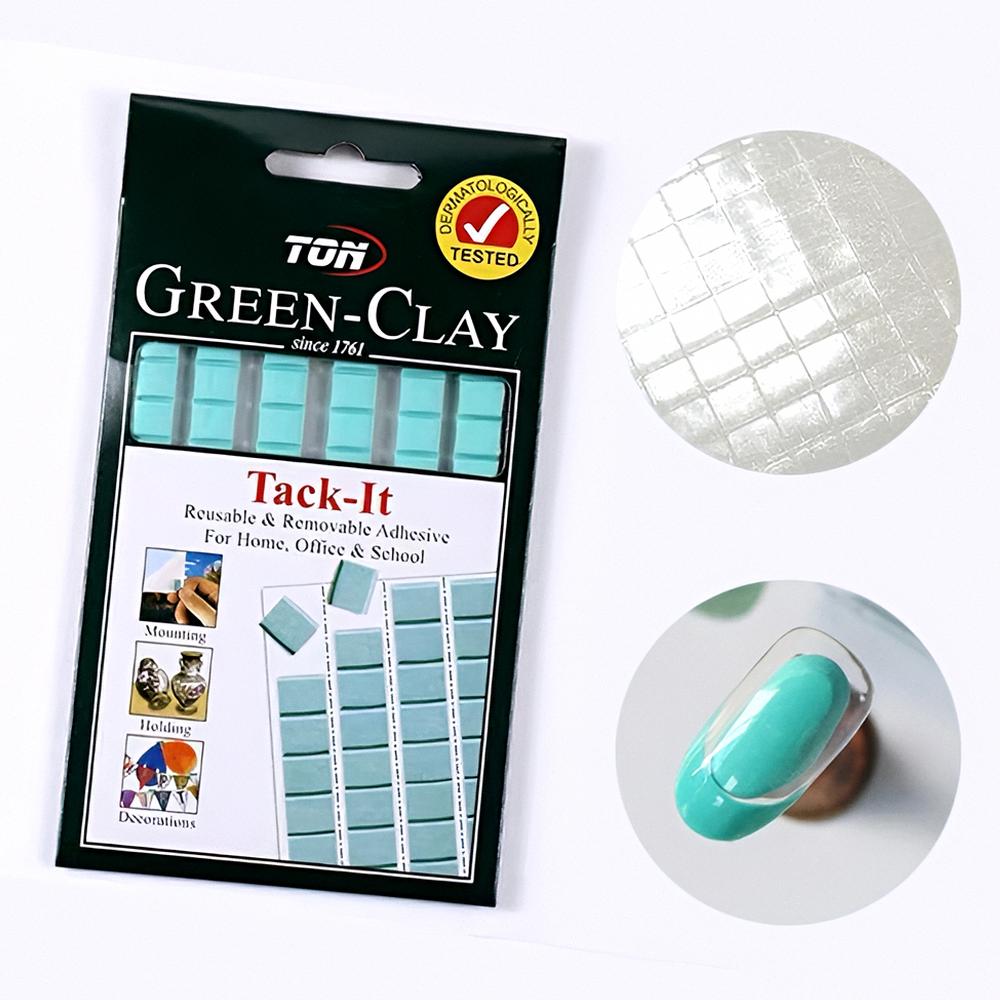 DERMATOLOGICALLY
TESTED
TON
GREEN-CLAY
since 1761
Tack-It
Reusable & Removable Adhesive
For Home, Office & School
Mounting
Holding
Decorations